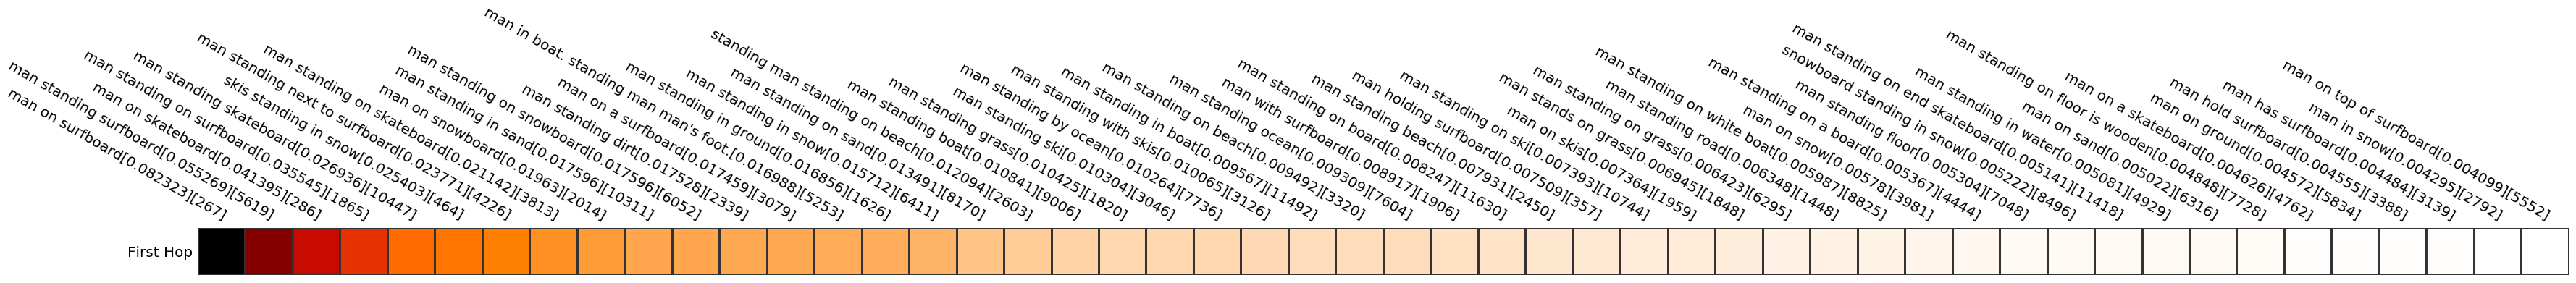 man on surfboard[0.082323][267]
man standing surfboard[0.055269][5619]
man on skateboard[0.041395][286]
man standing on surfboard[0.035545][1865]
man standing skateboard[0.026936][10447]
skis standing in snow[0.025403][464]
man standing next to surfboard[0.023771][4226]
man standing on skateboard[0.021142][3813]
man on snowboard[0.01963][2014]
man standing in sand[0.017596][10311]
man standing on snowboard[0.017596][6052]
man standing dirt[0.017528][2339]
man on a surfboard[0.017459][3079]
man in boat. standing man man's foot.[0.016988][5253]
man standing in ground[0.016856][1626]
man standing in snow[0.015712][6411]
man standing on sand[0.013491][8170]
standing man standing on beach[0.012094][2603]
man standing boat[0.010841][9006]
man standing grass[0.010425][1820]
man standing ski[0.010304][3046]
man standing by ocean[0.010264][7736]
man standing with skis[0.010065][3126]
man standing in boat[0.009567][11492]
man standing on beach[0.009492][3320]
man standing ocean[0.009309][7604]
man with surfboard[0.008917][1906]
man standing on board[0.008247][11630]
man standing beach[0.007931][2450]
man holding surfboard[0.007509][357]
man standing on ski[0.007393][10744]
man on skis[0.007364][1959]
man stands on grass[0.006945][1848]
man standing on grass[0.006423][6295]
man standing road[0.006348][1448]
man standing on white boat[0.005987][8825]
man on snow[0.00578][3981]
man standing on a board[0.005367][4444]
man standing floor[0.005304][7048]
snowboard standing in snow[0.005222][8496]
man standing on end skateboard[0.005141][11418]
man standing in water[0.005081][4929]
man on sand[0.005022][6316]
man standing on floor is wooden[0.004848][7728]
man on a skateboard[0.004626][4762]
man on ground[0.004572][5834]
man hold surfboard[0.004555][3388]
man has surfboard[0.004484][3139]
man in snow[0.004295][2792]
man on top of surfboard[0.004099][5552]
First Hop